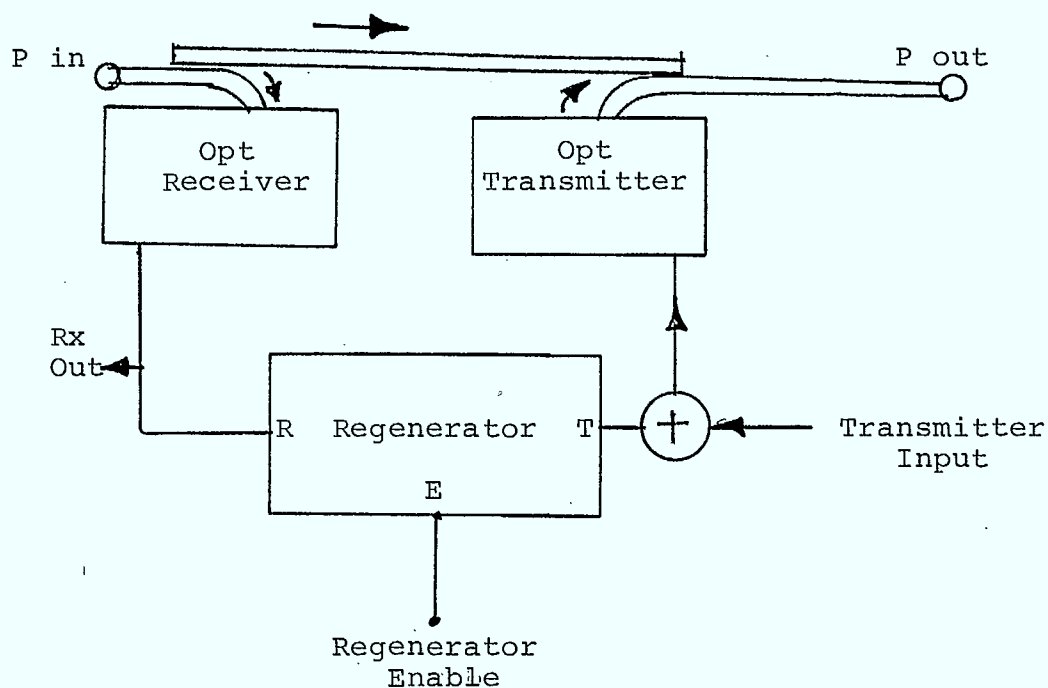 P in
P out
Opt
Receiver
Opt
Transmitter
Rx
Out
R Regenerator T
+
E
Transmitter
Input
Regenerator
Enable